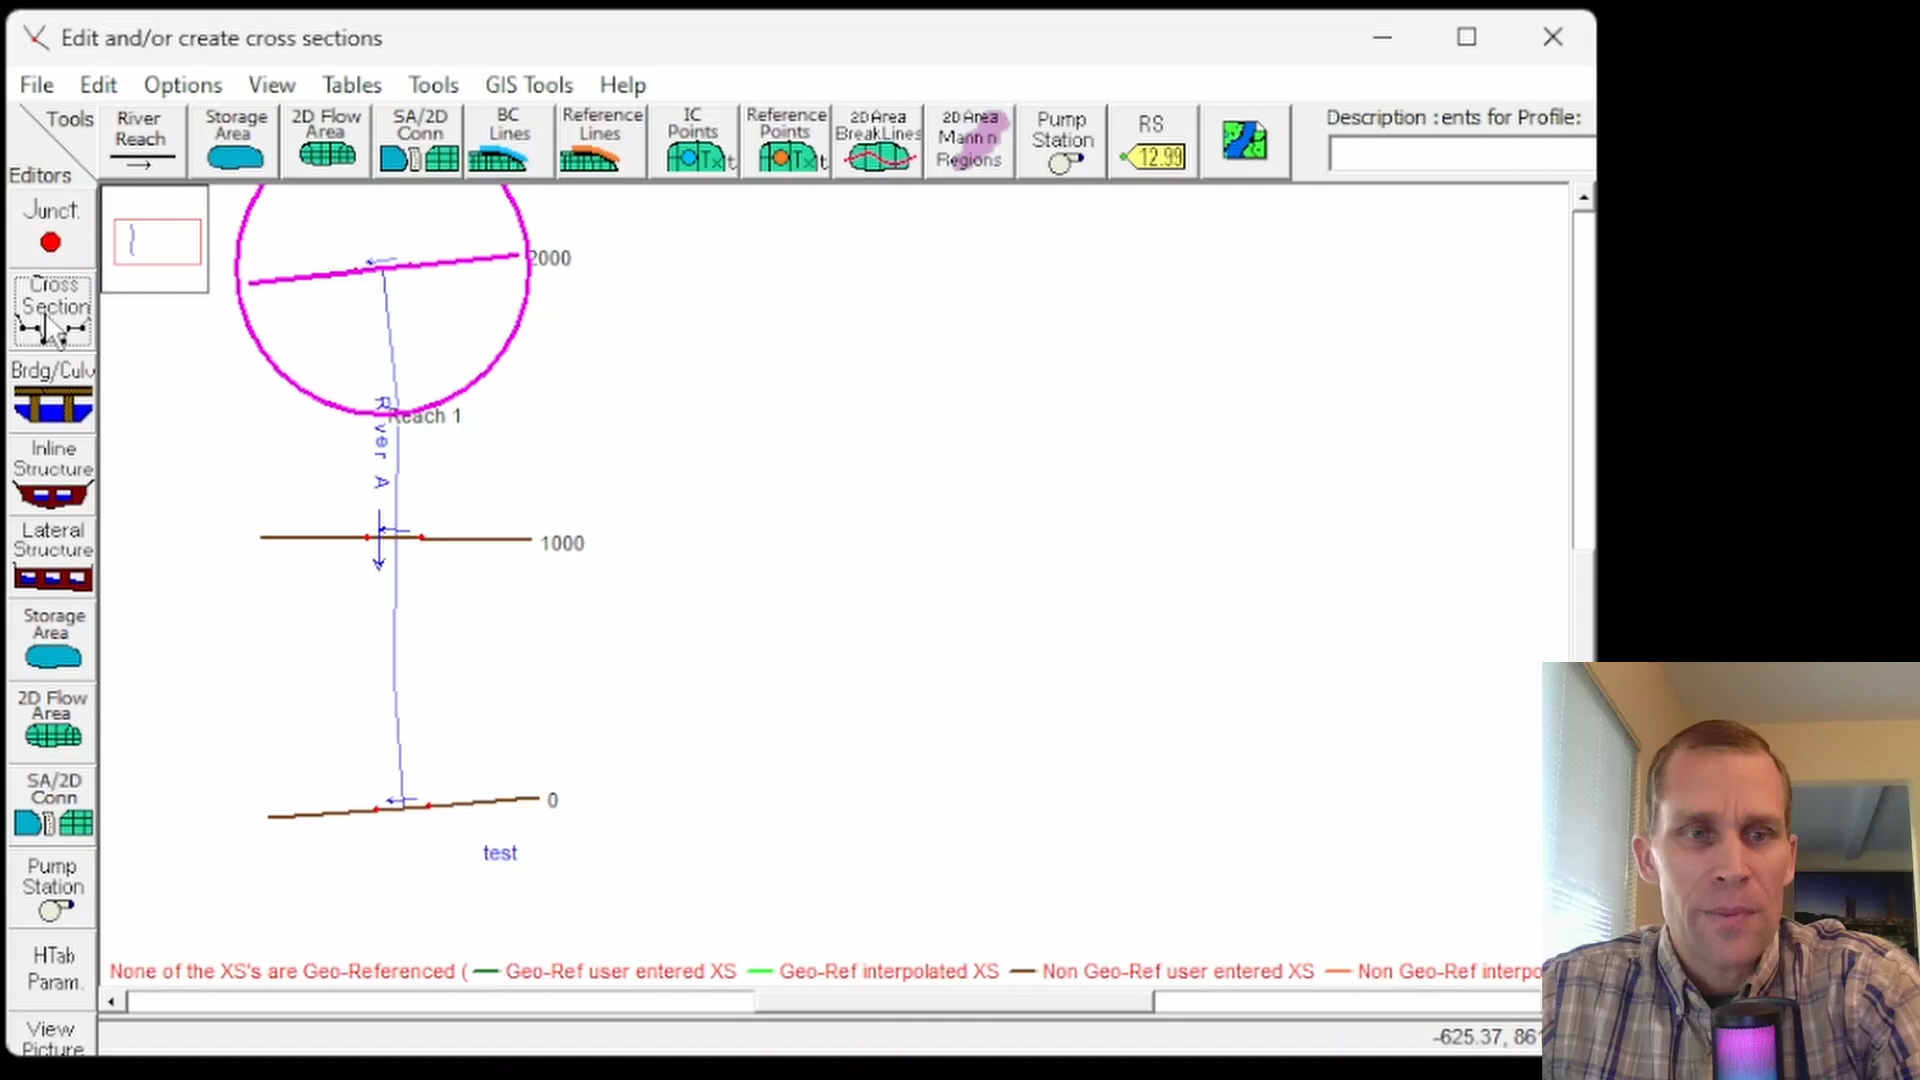 Edit and/or create cross sections
File Edit Options View Tables Tools GIS Tools Help
Tools
Editors
River
Reach
Storage
Area
2D Flow
Area
SA/2D
Conn
BC
Lines
Reference
Lines
IC
Points
Reference
Points
2D Area
BreakLines
2D Area
Mann n
Regions
Pump
Station
RS
12.99
Description :ents for Profile:
Junct.
Cross
Section
Brdg/Culv
Inline
Structure
Lateral
Structure
Storage
Area
2D Flow
Area
SA/2D
Conn
Pump
Station
HTab
Param.
View
Picture
2000
Reach 1
River A
1000
0
test
None of the XS's are Geo-Referenced ( Geo-Ref user entered XS Geo-Ref interpolated XS Non Geo-Ref user entered XS Non Geo-Ref interpo
-625.37, 86